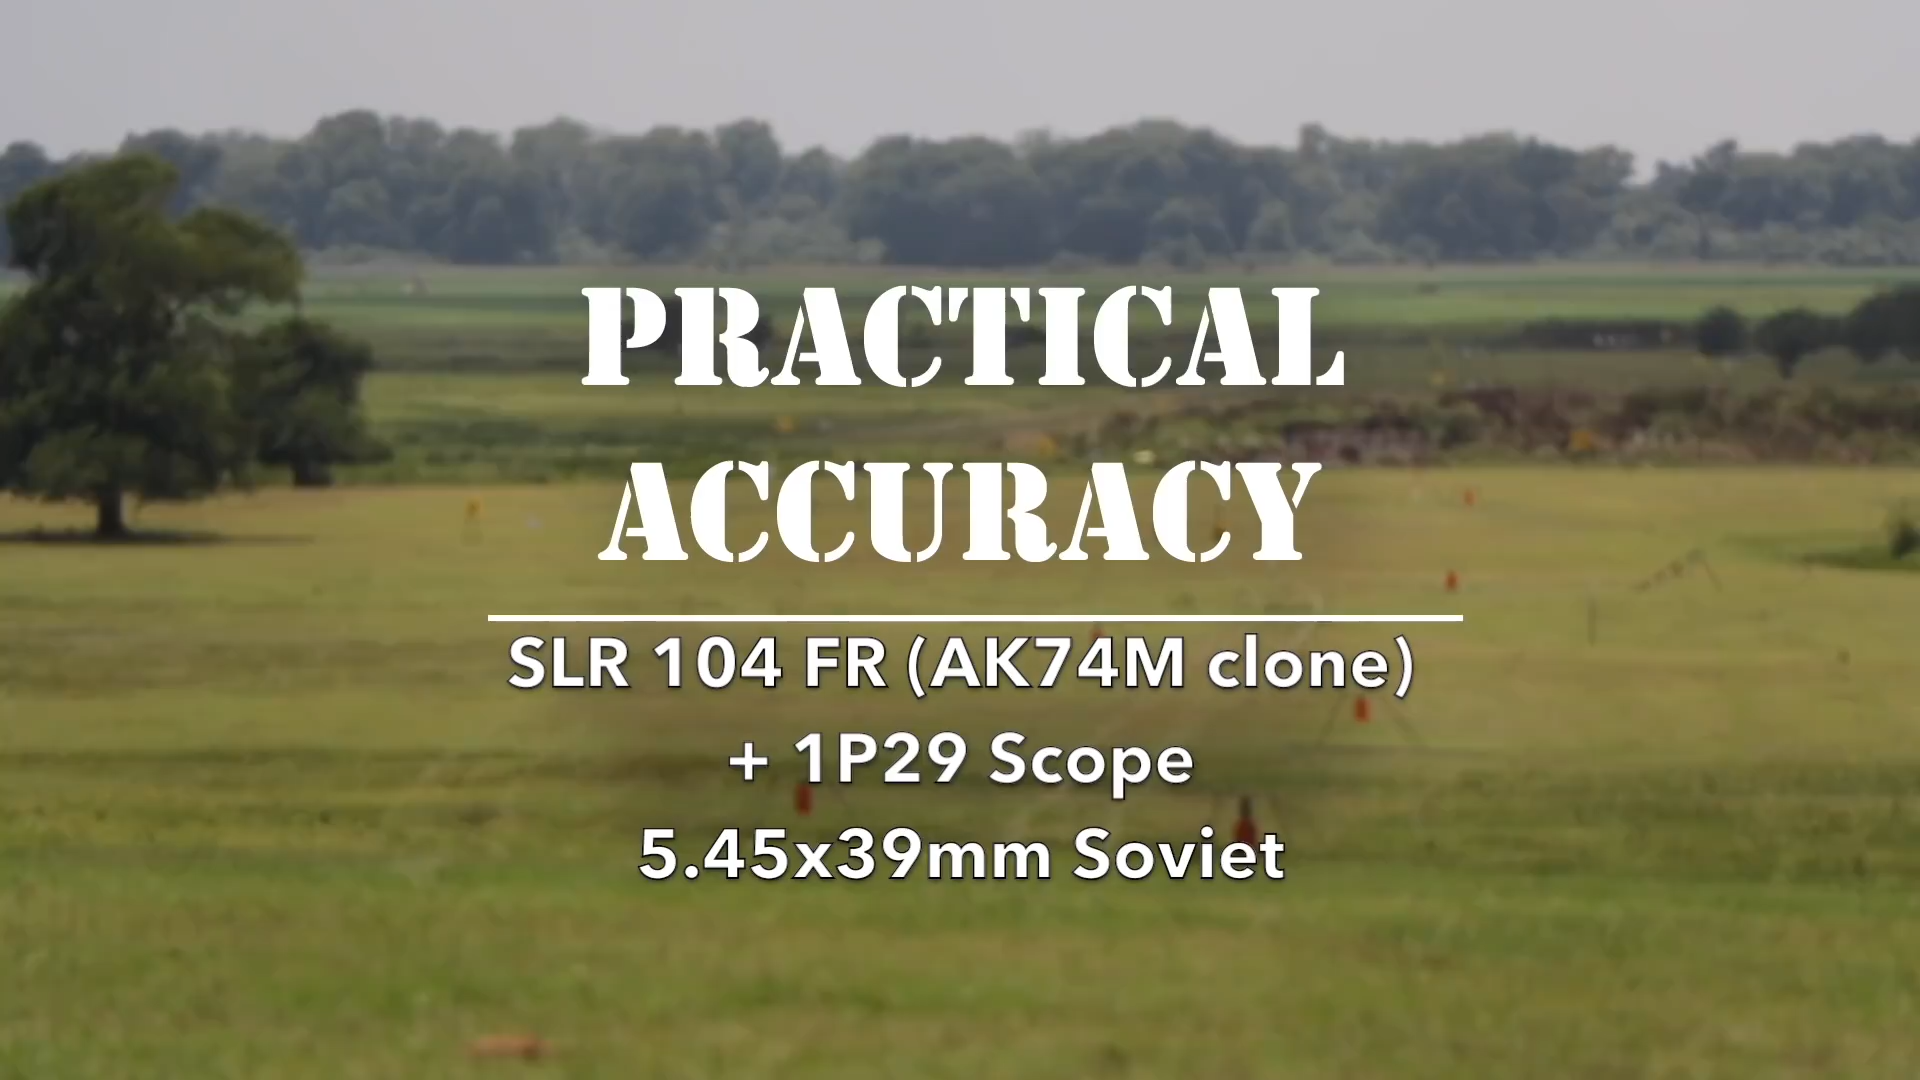 PRACTICAL
ACCURACY
SLR 104 FR (AK74M clone)
+ 1P29 Scope
5.45x39mm Soviet